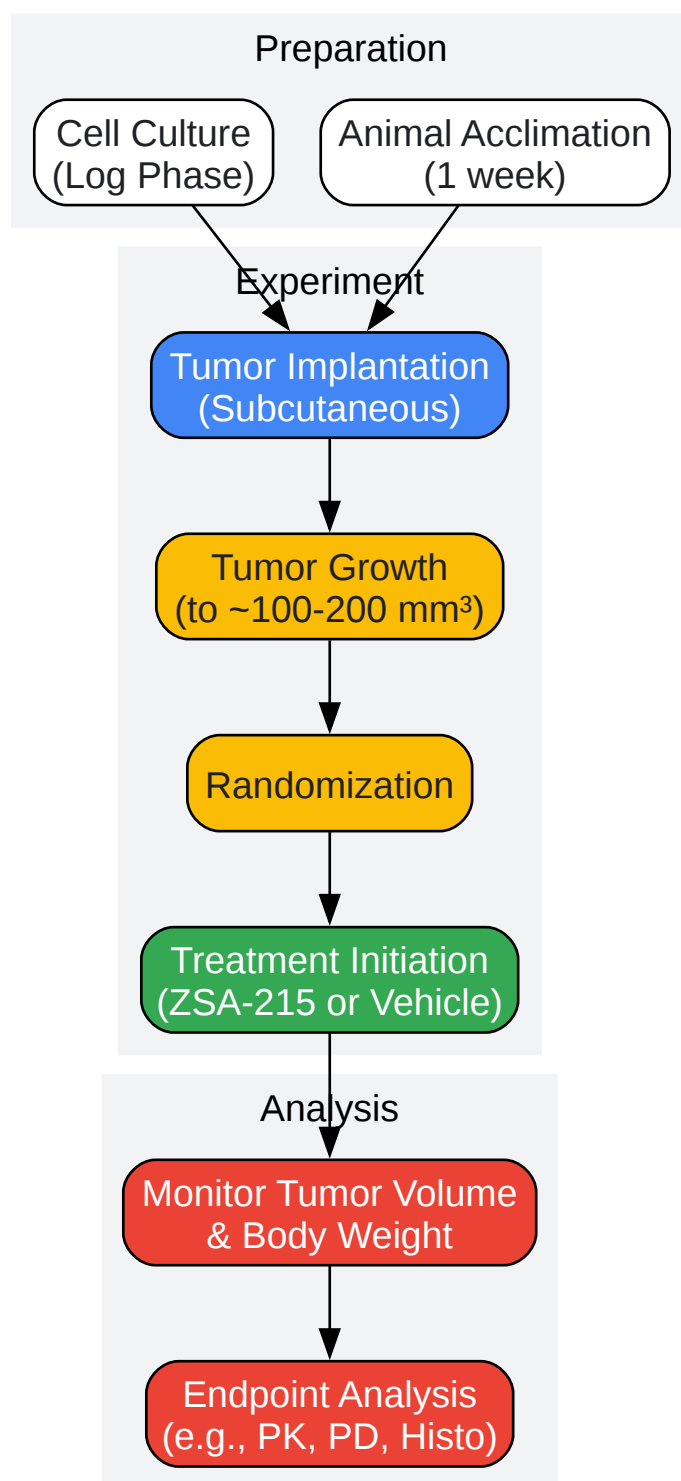 Preparation
Cell Culture
(Log Phase)
Animal Acclimation
(1 week)
Experiment
Tumor Implantation
(Subcutaneous)
Tumor Growth
(to ~100-200 mm³)
Randomization
Treatment Initiation
(ZSA-215 or Vehicle)
Analysis
Monitor Tumor Volume
& Body Weight
Endpoint Analysis
(e.g., PK, PD, Histo)